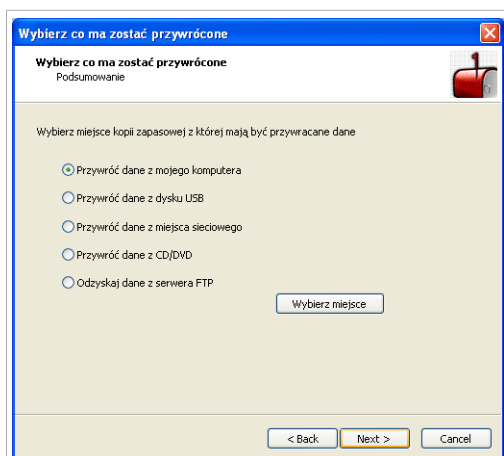 Wybierz co ma zostać przywrócone
Wybierz co ma zostać przywrócone
Podsumowanie
Wybierz miejsce kopii zapasowej z której mają być przywracane dane
Przywróć dane z mojego komputera
Przywróć dane z dysku USB
Przywróć dane z miejsca sieciowego
Przywróć dane z CD/DVD
Odzyskaj dane z serwera FTP
Wybierz miejsce
< Back Next > Cancel